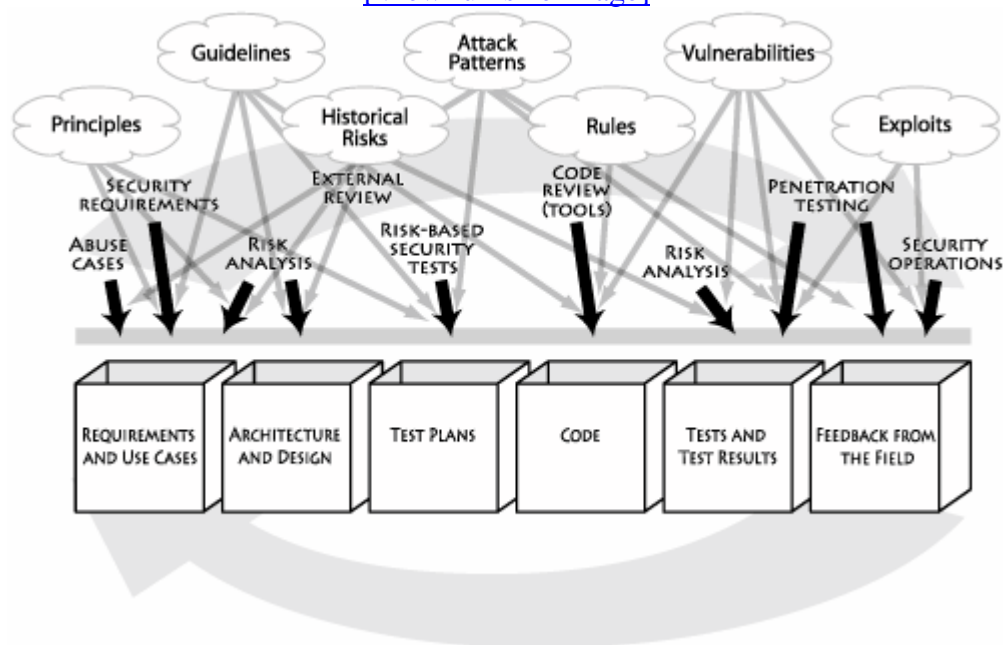 Guidelines
Attack
Patterns
Vulnerabilities
Principles
Historical
Risks
Rules
Exploits
SECURITY
REQUIREMENTS
EXTERNAL
REVIEW
CODE
REVIEW
(TOOLS)
PENETRATION
TESTING
ABUSE
CASES
RISK
ANALYSIS
RISK-BASED
SECURITY
TESTS
RISK
ANALYSIS
SECURITY
OPERATIONS
REQUIREMENTS
AND USE CASES
ARCHITECTURE
AND DESIGN
TEST PLANS
CODE
TESTS AND
TEST RESULTS
FEEDBACK FROM
THE FIELD